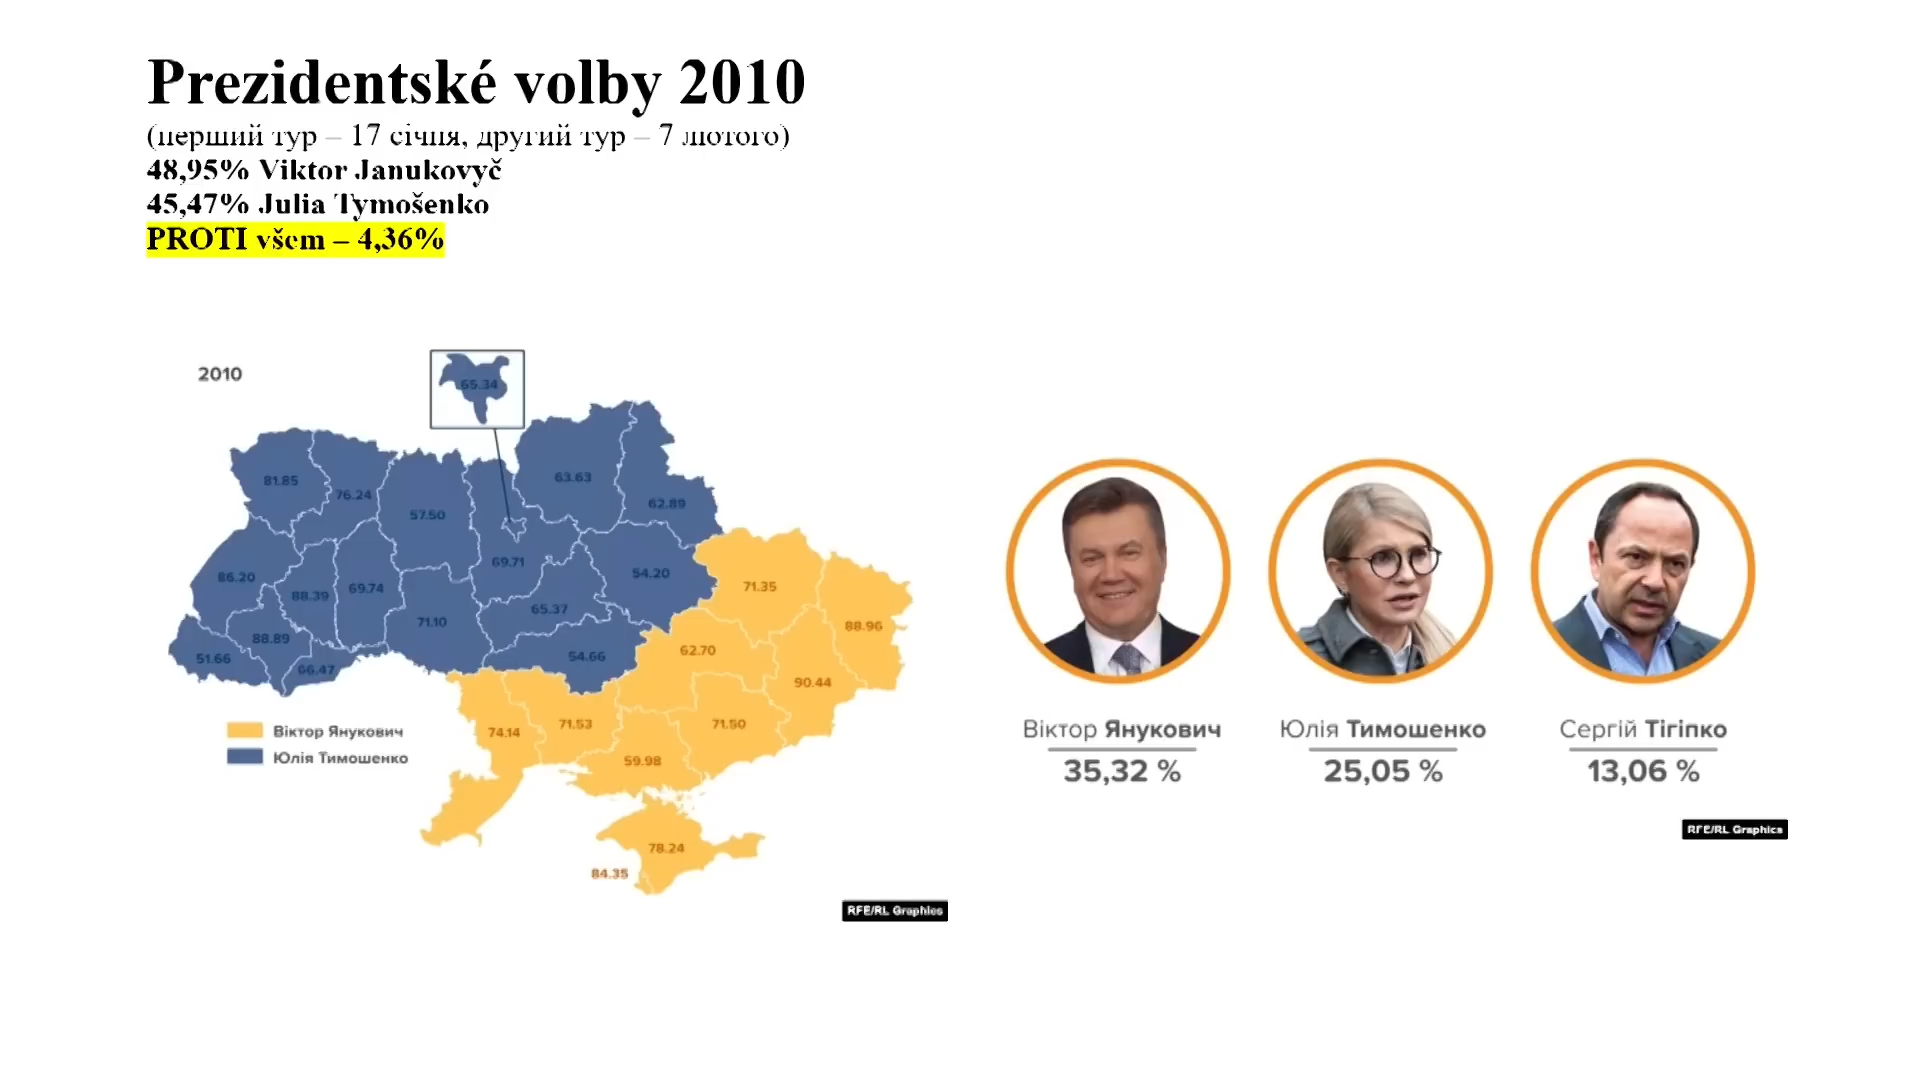 Prezidentské volby 2010
(перший тур – 17 січня, другий тур – 7 лютого)
48,95% Viktor Janukovyč
45,47% Julia Tymošenko
PROTI všem – 4,36%
2010
65.34
81.85
76.24
57.50
63.63
62.89
69.71
54.20
86.20
88.39
69.74
71.10
65.37
54.66
88.89
51.66
66.47
71.35
88.96
62.70
90.44
74.14
71.53
71.50
59.98
78.24
84.35
Віктор Янукович
Юлія Тимошенко
RFE/RL Graphics
Віктор Янукович
35,32 %
Юлія Тимошенко
25,05 %
Сергій Тігіпко
13,06 %
RFE/RL Graphics